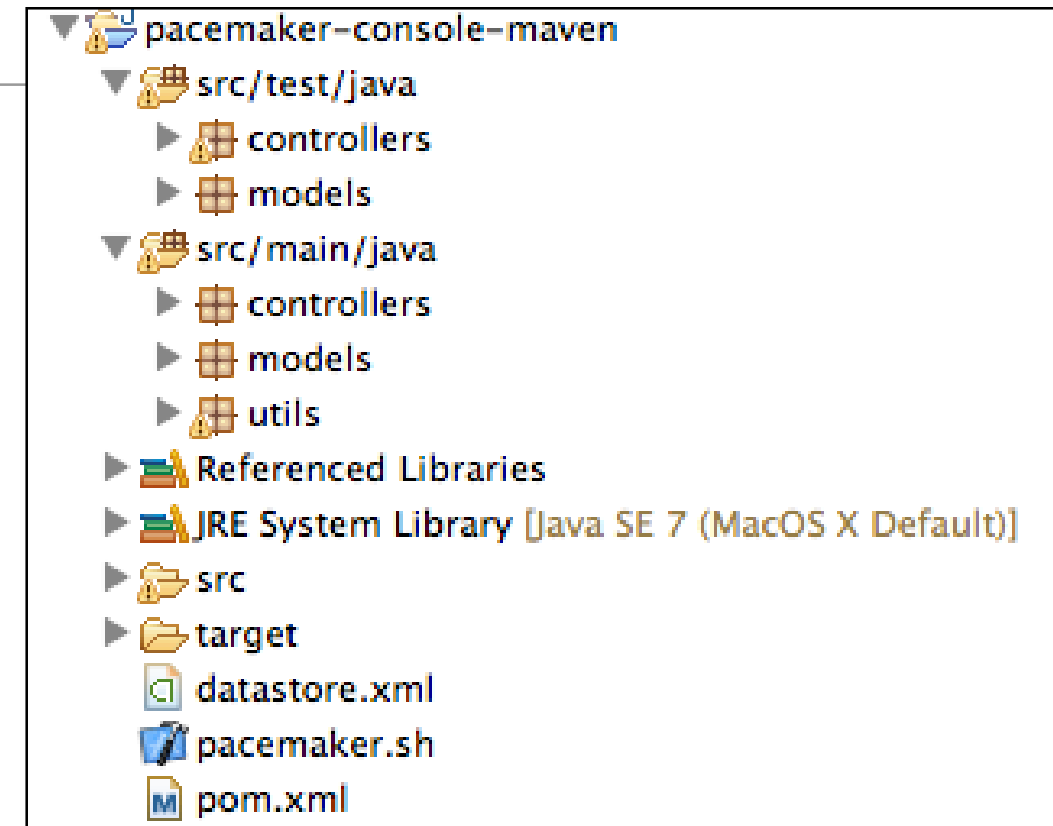 pacemaker-console-maven
src/test/java
controllers
models
src/main/java
controllers
models
utils
Referenced Libraries
JRE System Library [Java SE 7 (MacOS X Default)]
src
target
datastore.xml
pacemaker.sh
M pom.xml